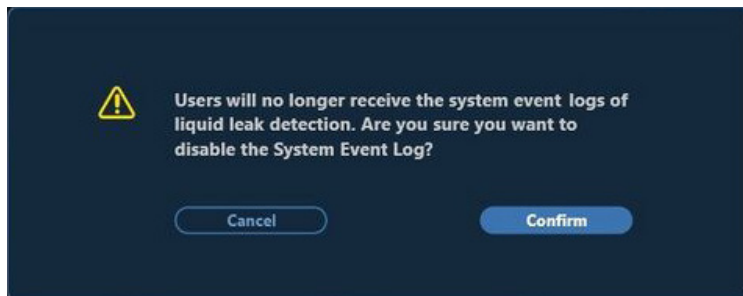 Users will no longer receive the system event logs of
liquid leak detection. Are you sure you want to
disable the System Event Log?
Cancel
Confirm